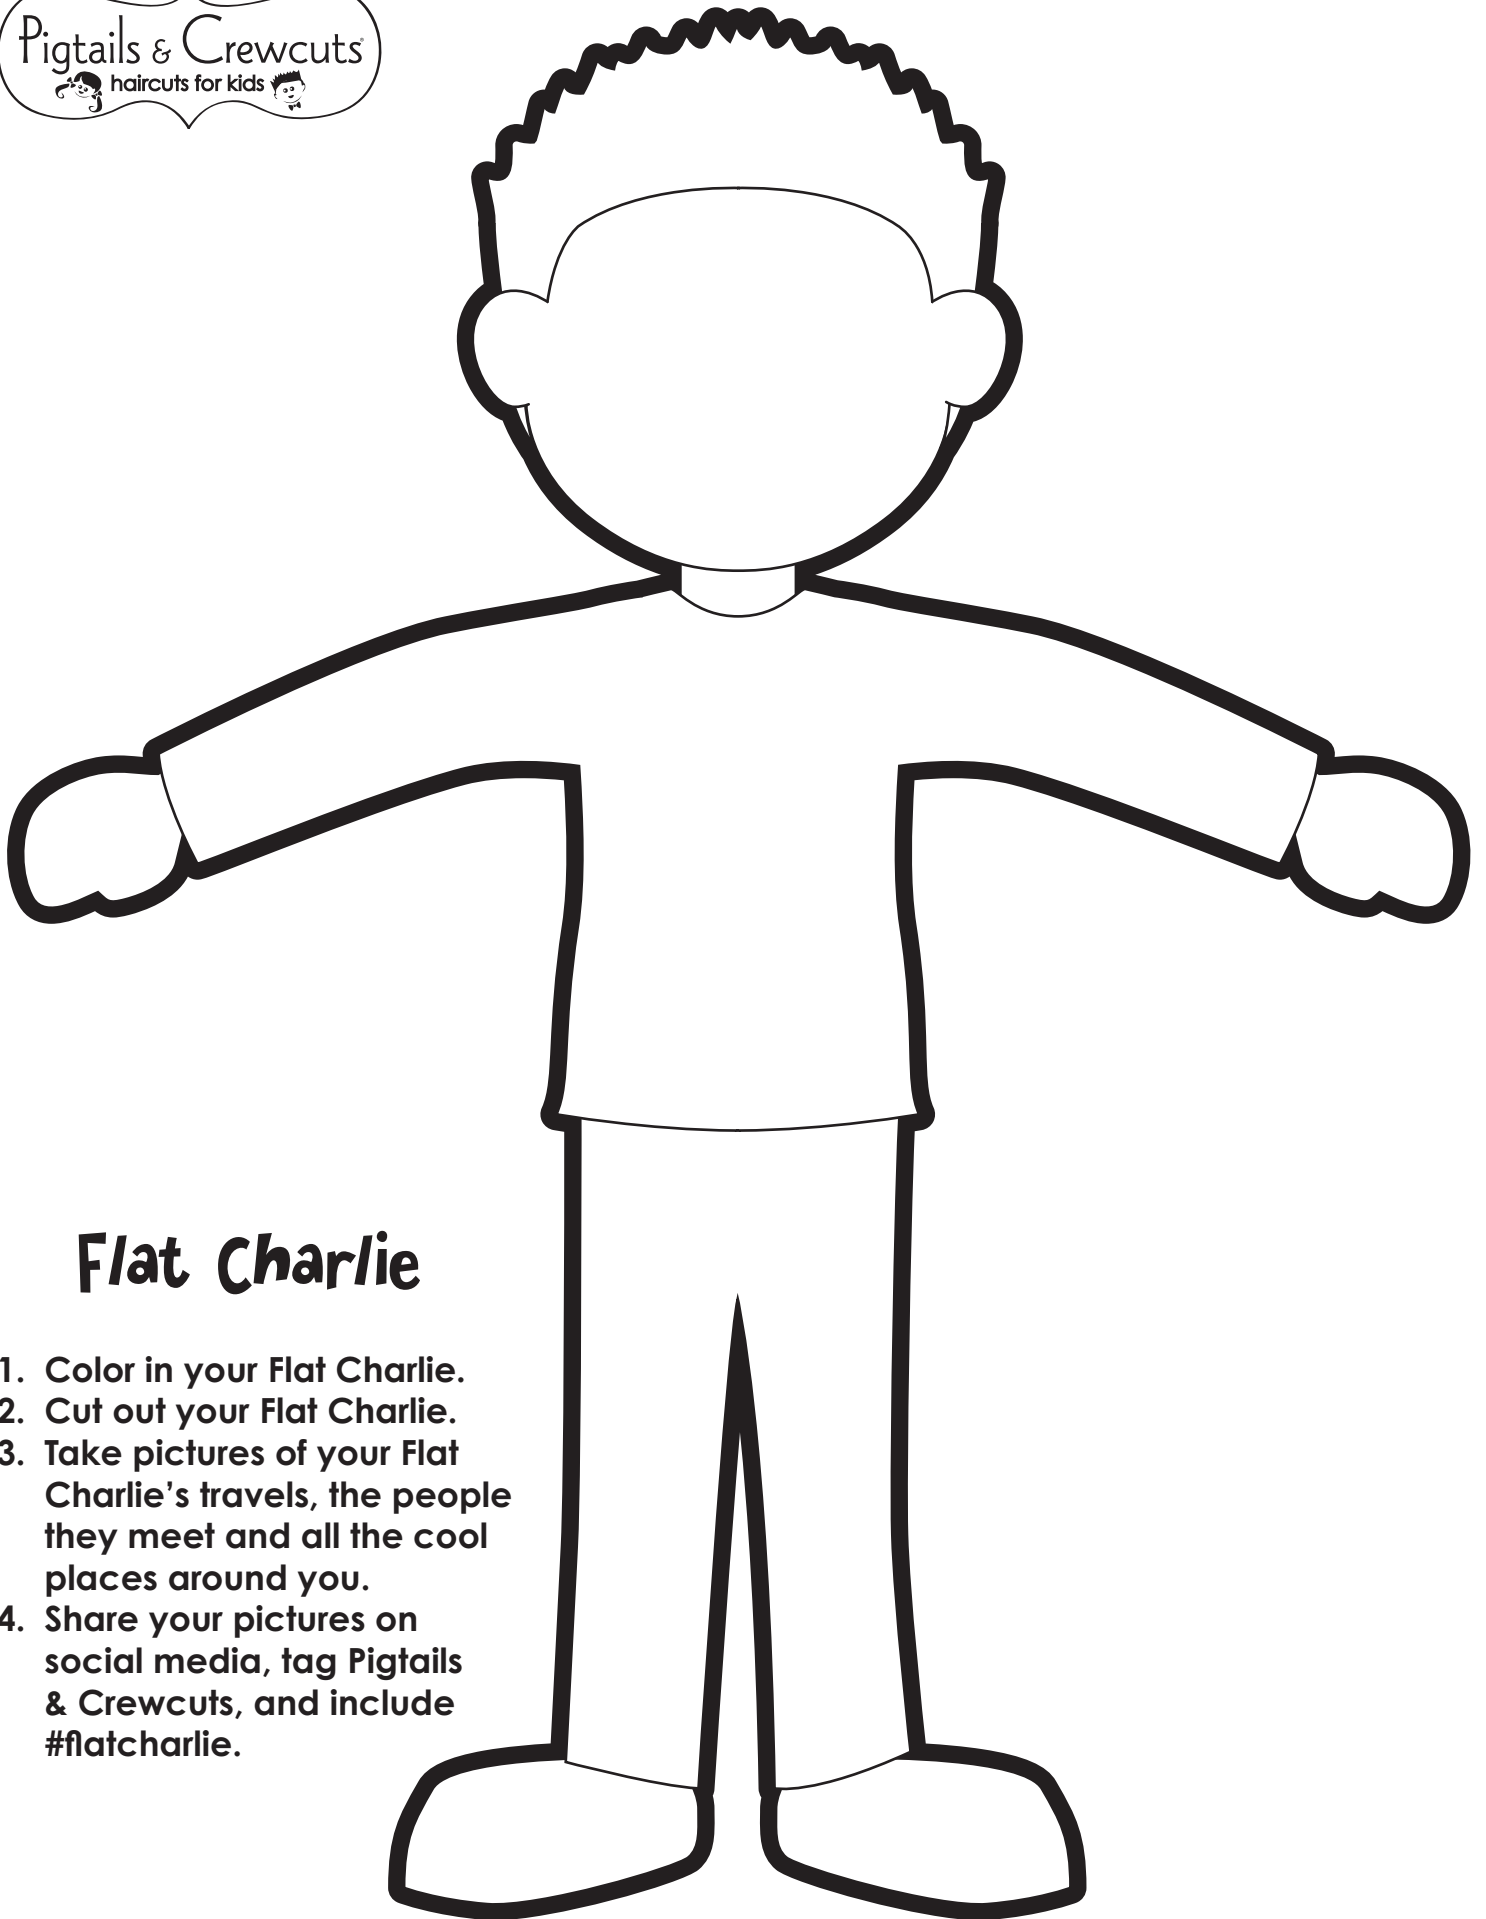 Pigtails & Crewcuts
haircuts for kids
Flat Charlie
1. Color in your Flat Charlie.
2. Cut out your Flat Charlie.
3. Take pictures of your Flat
Charlie’s travels, the people
they meet and all the cool
places around you.
4. Share your pictures on
social media, tag Pigtails
& Crewcuts, and include
#flatcharlie.